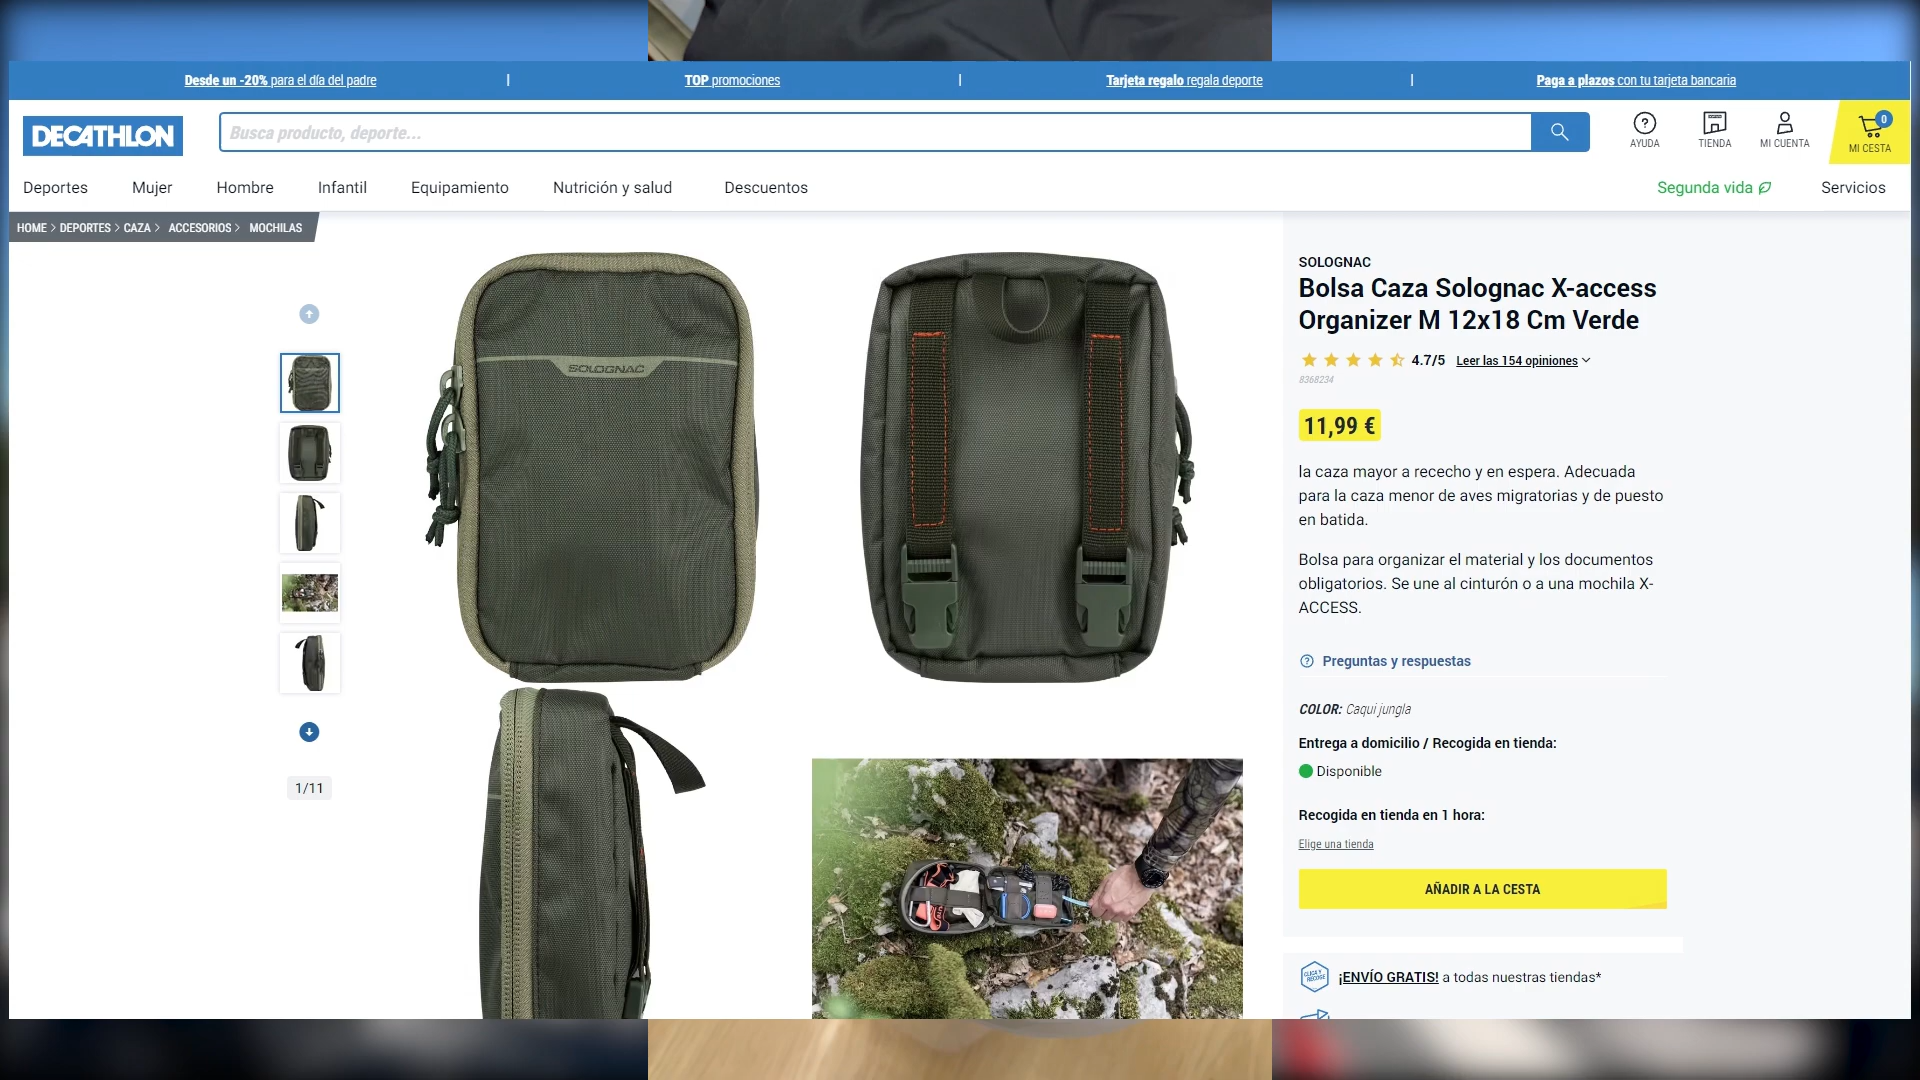 Desde un -20% para el día del padre
TOP promociones
Tarjeta regalo regala deporte
Paga a plazos con tu tarjeta bancaria
DECATHLON
Busca producto, deporte...
AYUDA
TIENDA
MI CUENTA
0
MI CESTA
Deportes
Mujer
Hombre
Infantil
Equipamiento
Nutrición y salud
Descuentos
Segunda vida
Servicios
HOME > DEPORTES > CAZA > ACCESORIOS > MOCHILAS
SOLOGNAC
1/11
SOLOGNAC
Bolsa Caza Solognac X-access
Organizer M 12x18 Cm Verde
4.7/5 Leer las 154 opiniones
8368234
11,99 €
la caza mayor a rececho y en espera. Adecuada
para la caza menor de aves migratorias y de puesto
en batida.
Bolsa para organizar el material y los documentos
obligatorios. Se une al cinturón o a una mochila X-
ACCESS.
Preguntas y respuestas
COLOR: Caqui jungla
Entrega a domicilio / Recogida en tienda:
Disponible
Recogida en tienda en 1 hora:
Elige una tienda
AÑADIR A LA CESTA
CLICK Y
RECOGE
¡ENVÍO GRATIS! a todas nuestras tiendas*